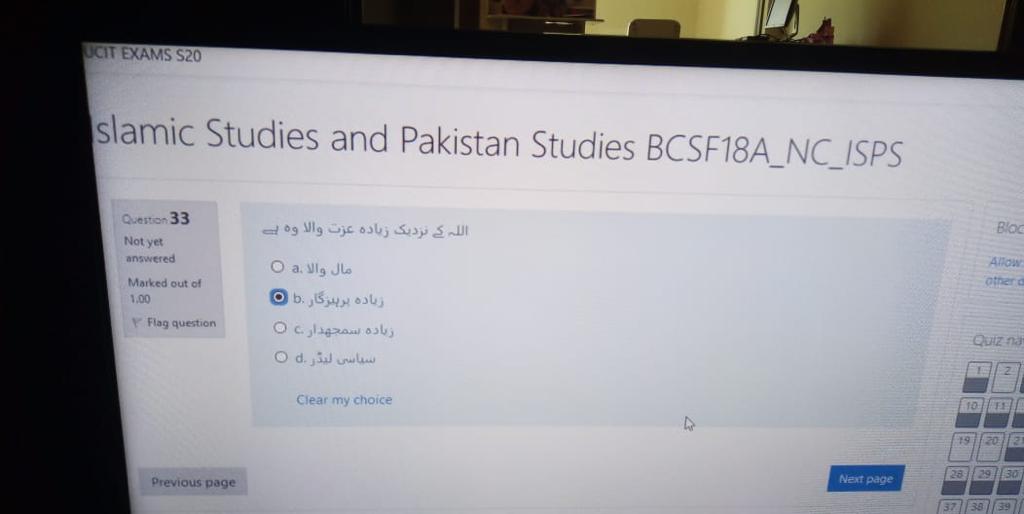 UCIT EXAMS S20
Islamic Studies and Pakistan Studies BCSF18A_NC_ISPS
Question 33
Not yet
answered
Marked out of
1.00
Flag question
اللہ کے نزدیک زیادہ عزت والا وہ ہے
a. مال والا
b. زیادہ پرہیزگار
c. زیادہ سمجھدار
d. سیاسی لیڈر
Clear my choice
Previous page
Next page
Allow
other
Quiz
1 2
10 11
19 20 21
28 29 30
37 38 39